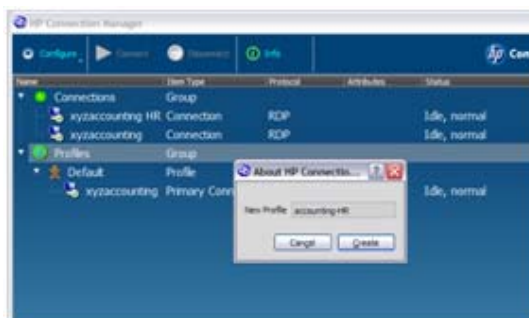 HP Connection Manager
Configure Connect Disconnect Info hp Con
Name Item Type Protocol Attributes Status
Connections Group
xyzaccounting HR Connection RDP Idle, normal
xyzaccounting Connection RDP Idle, normal
Profiles Group
Default Profile
xyzaccounting Primary Conn Idle, normal
About HP Connectio...
New Profile accounting-HR
Cancel Create